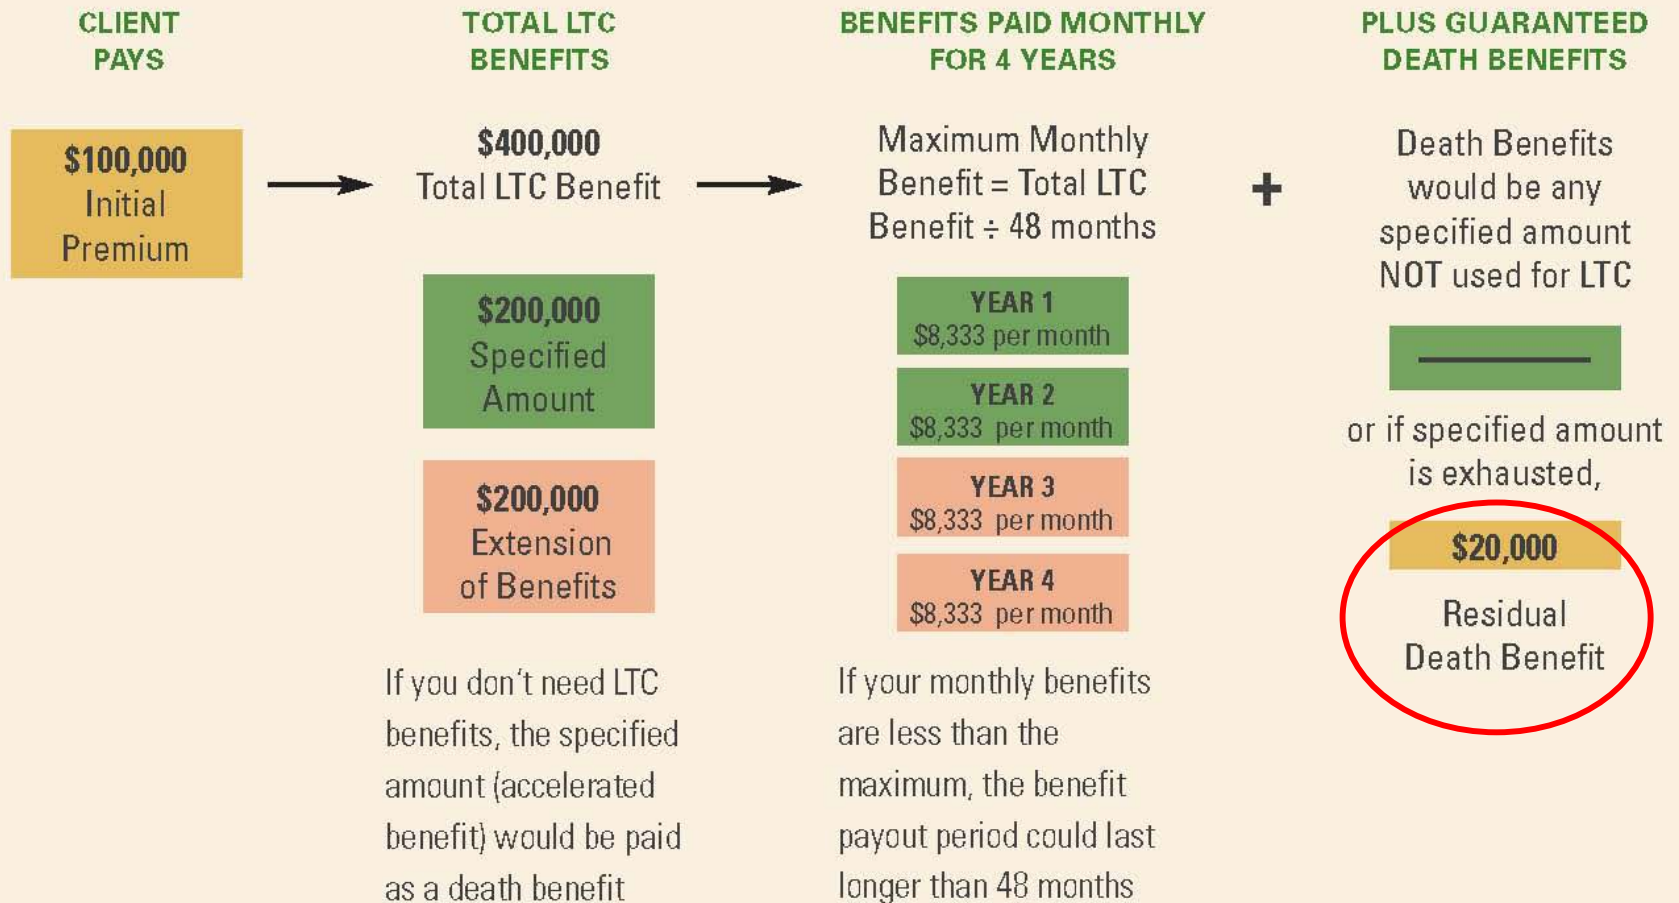 CLIENT
PAYS
$100,000
Initial
Premium
TOTAL LTC
BENEFITS
$400,000
Total LTC Benefit
$200,000
Specified
Amount
$200,000
Extension
of Benefits
If you don't need LTC
benefits, the specified
amount (accelerated
benefit) would be paid
as a death benefit
BENEFITS PAID MONTHLY
FOR 4 YEARS
Maximum Monthly
Benefit = Total LTC
Benefit ÷ 48 months
YEAR 1
$8,333 per month
YEAR 2
$8,333 per month
YEAR 3
$8,333 per month
YEAR 4
$8,333 per month
If your monthly benefits
are less than the
maximum, the benefit
payout period could last
longer than 48 months
+
PLUS GUARANTEED
DEATH BENEFITS
Death Benefits
would be any
specified amount
NOT used for LTC
or if specified amount
is exhausted,
$20,000
Residual
Death Benefit